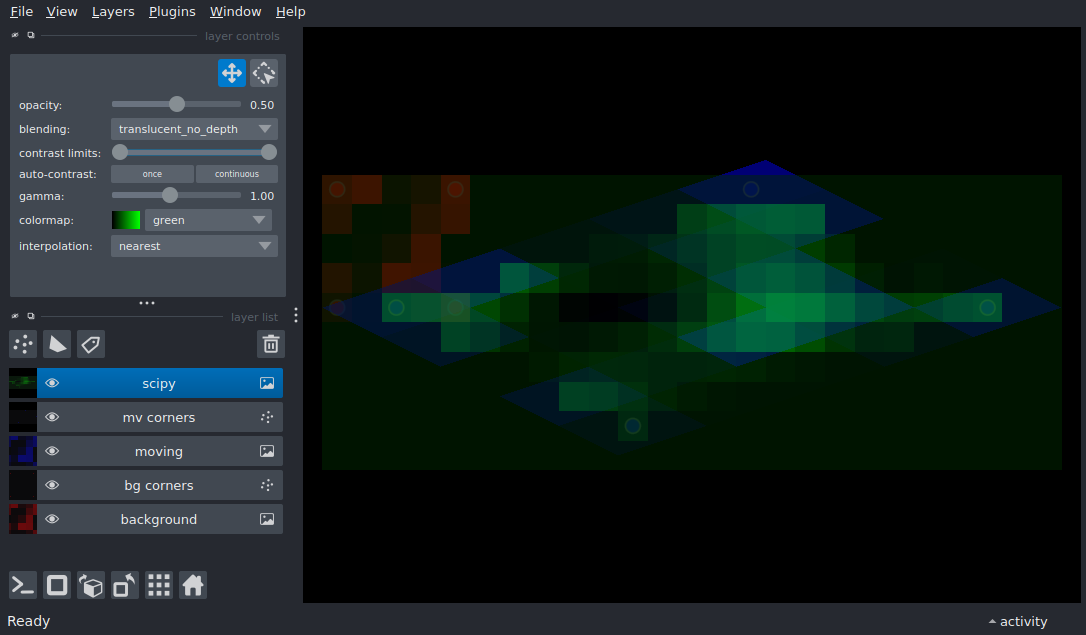 File View Layers Plugins Window Help
layer controls
opacity: 0.50
blending: translucent_no_depth
contrast limits:
auto-contrast: once continuous
gamma: 1.00
colormap: green
interpolation: nearest
layer list
scipy
mv corners
moving
bg corners
background
Ready activity